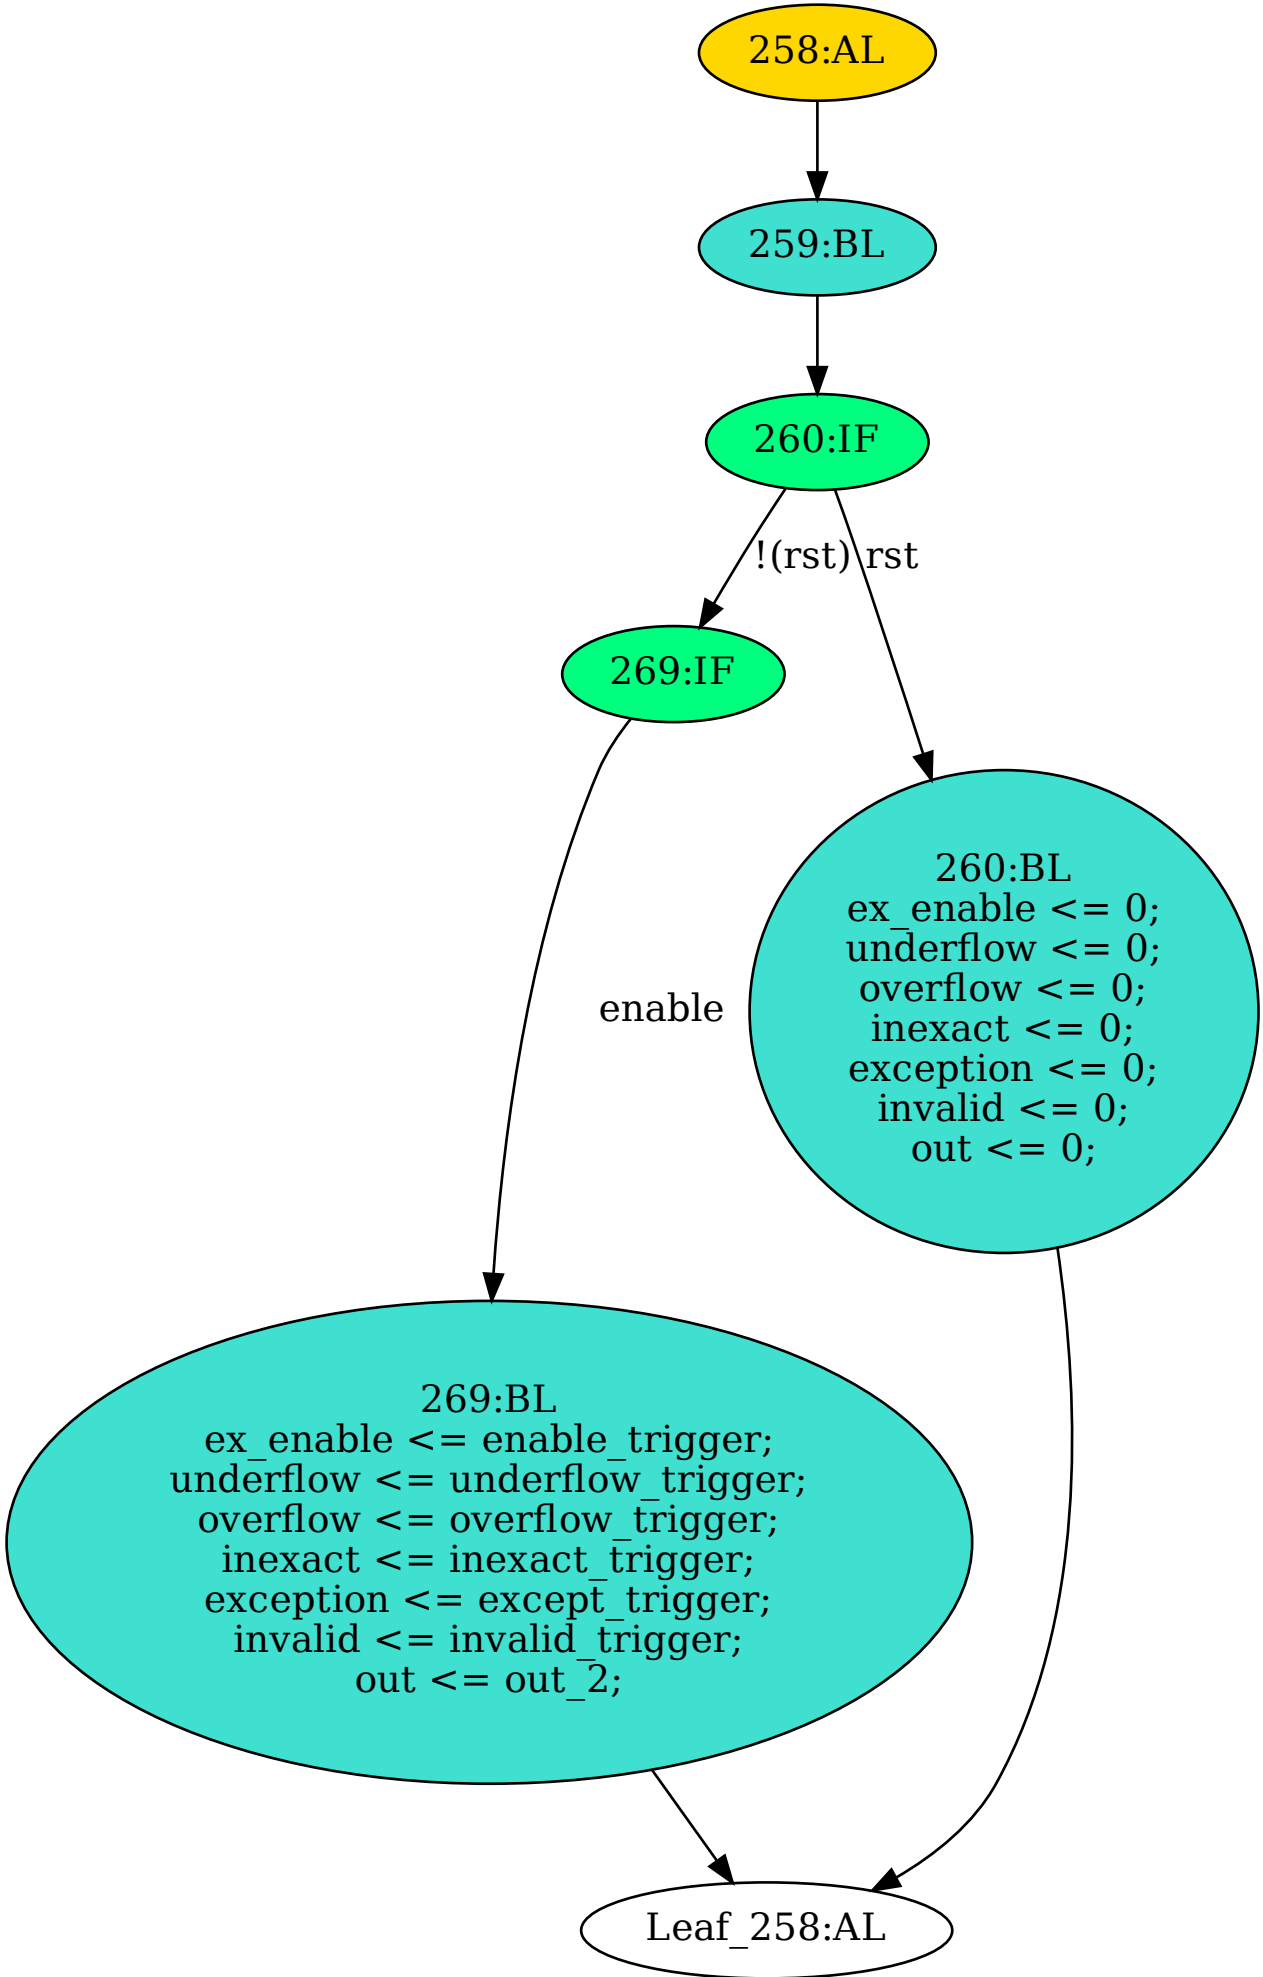 258:AL
259:BL
260:IF
!(rst)
rst
269:IF
260:BL
ex_enable <= 0;
underflow <= 0;
overflow <= 0;
inexact <= 0;
exception <= 0;
invalid <= 0;
out <= 0;
enable
269:BL
ex_enable <= enable_trigger;
underflow <= underflow_trigger;
overflow <= overflow_trigger;
inexact <= inexact_trigger;
exception <= except_trigger;
invalid <= invalid_trigger;
out <= out_2;
Leaf_258:AL